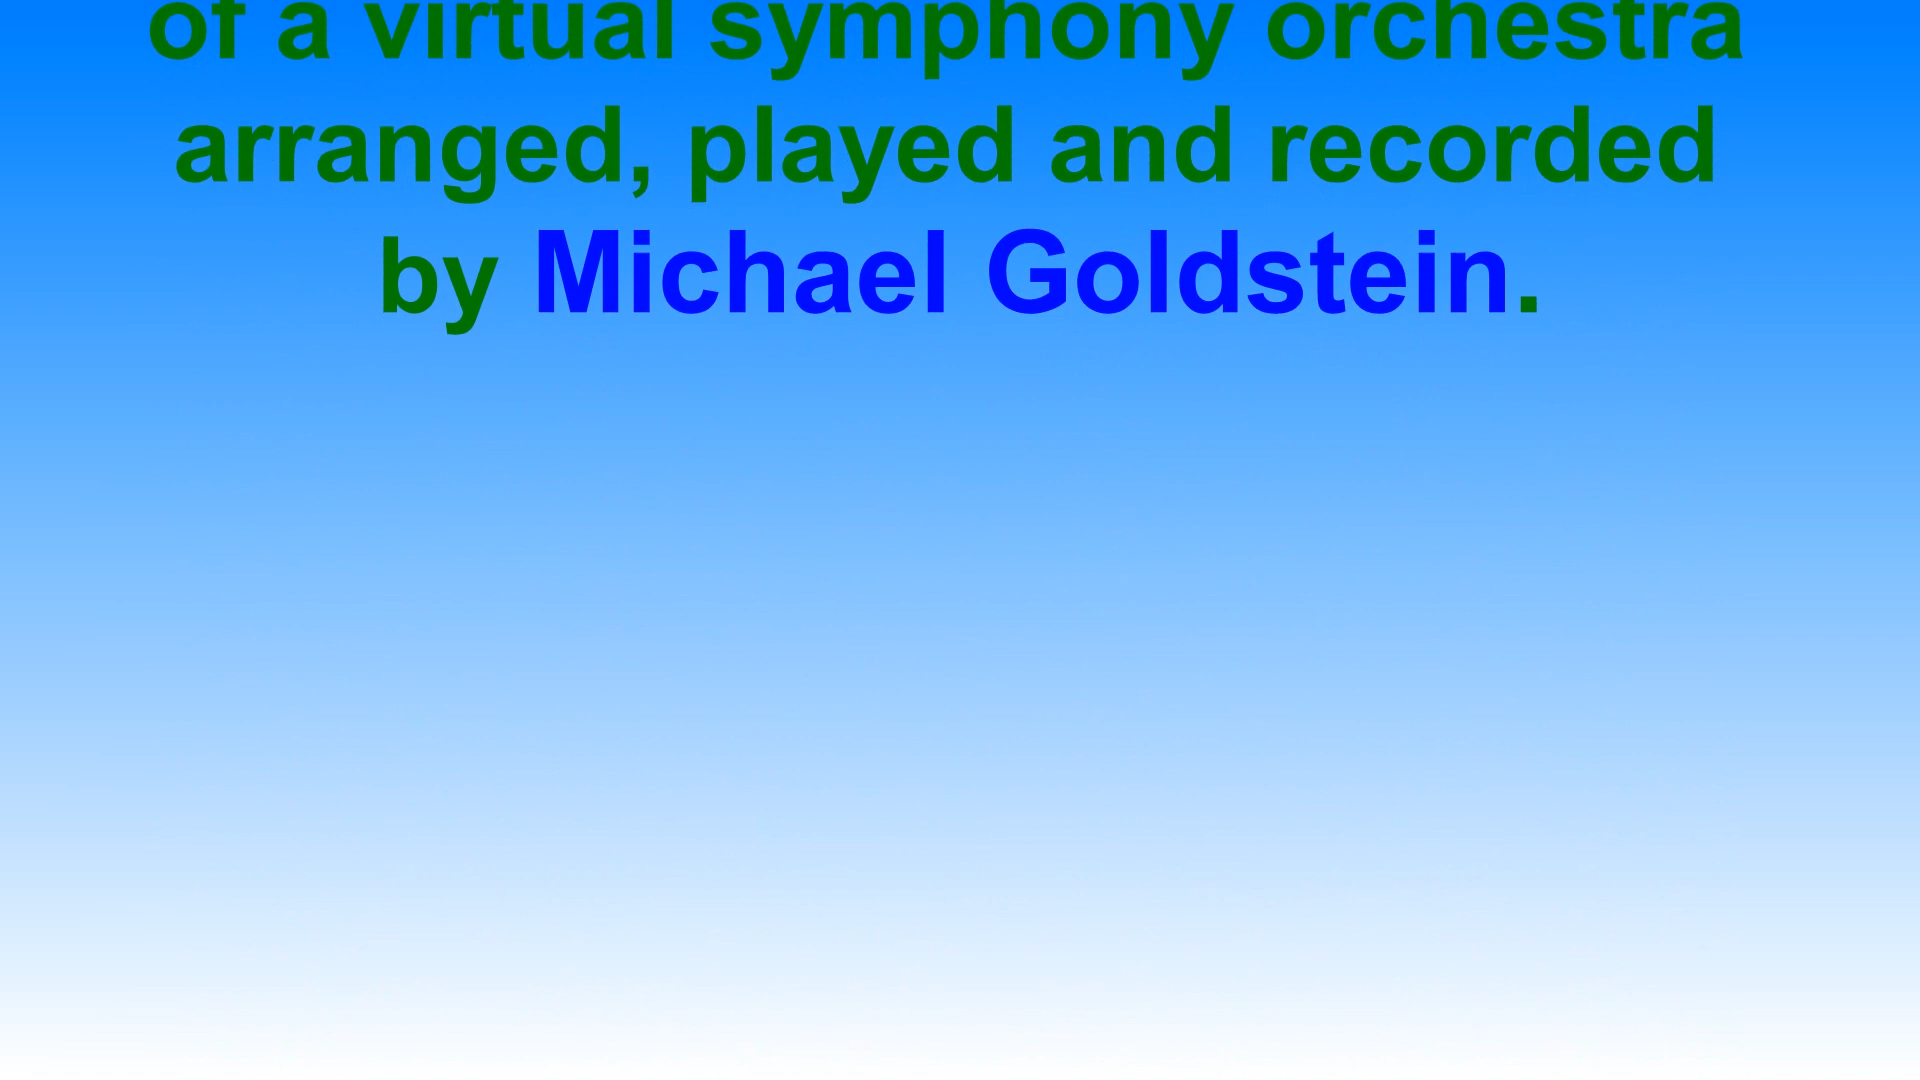 of a virtual symphony orchestra
arranged, played and recorded
by Michael Goldstein.